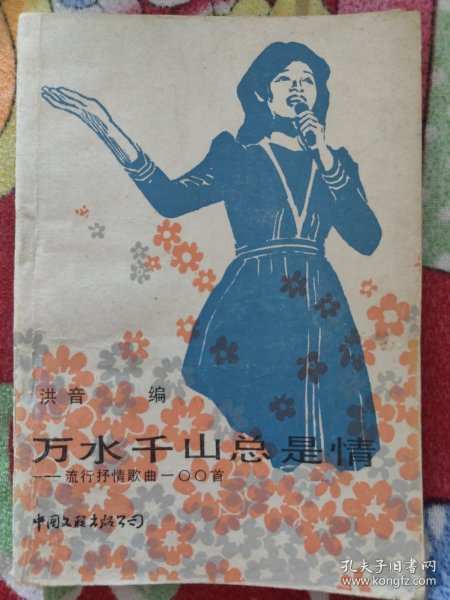 洪音 编
万水千山总是情
——流行抒情歌曲一〇〇首
中国文联出版公司
孔夫子旧书网
www.kongfz.com